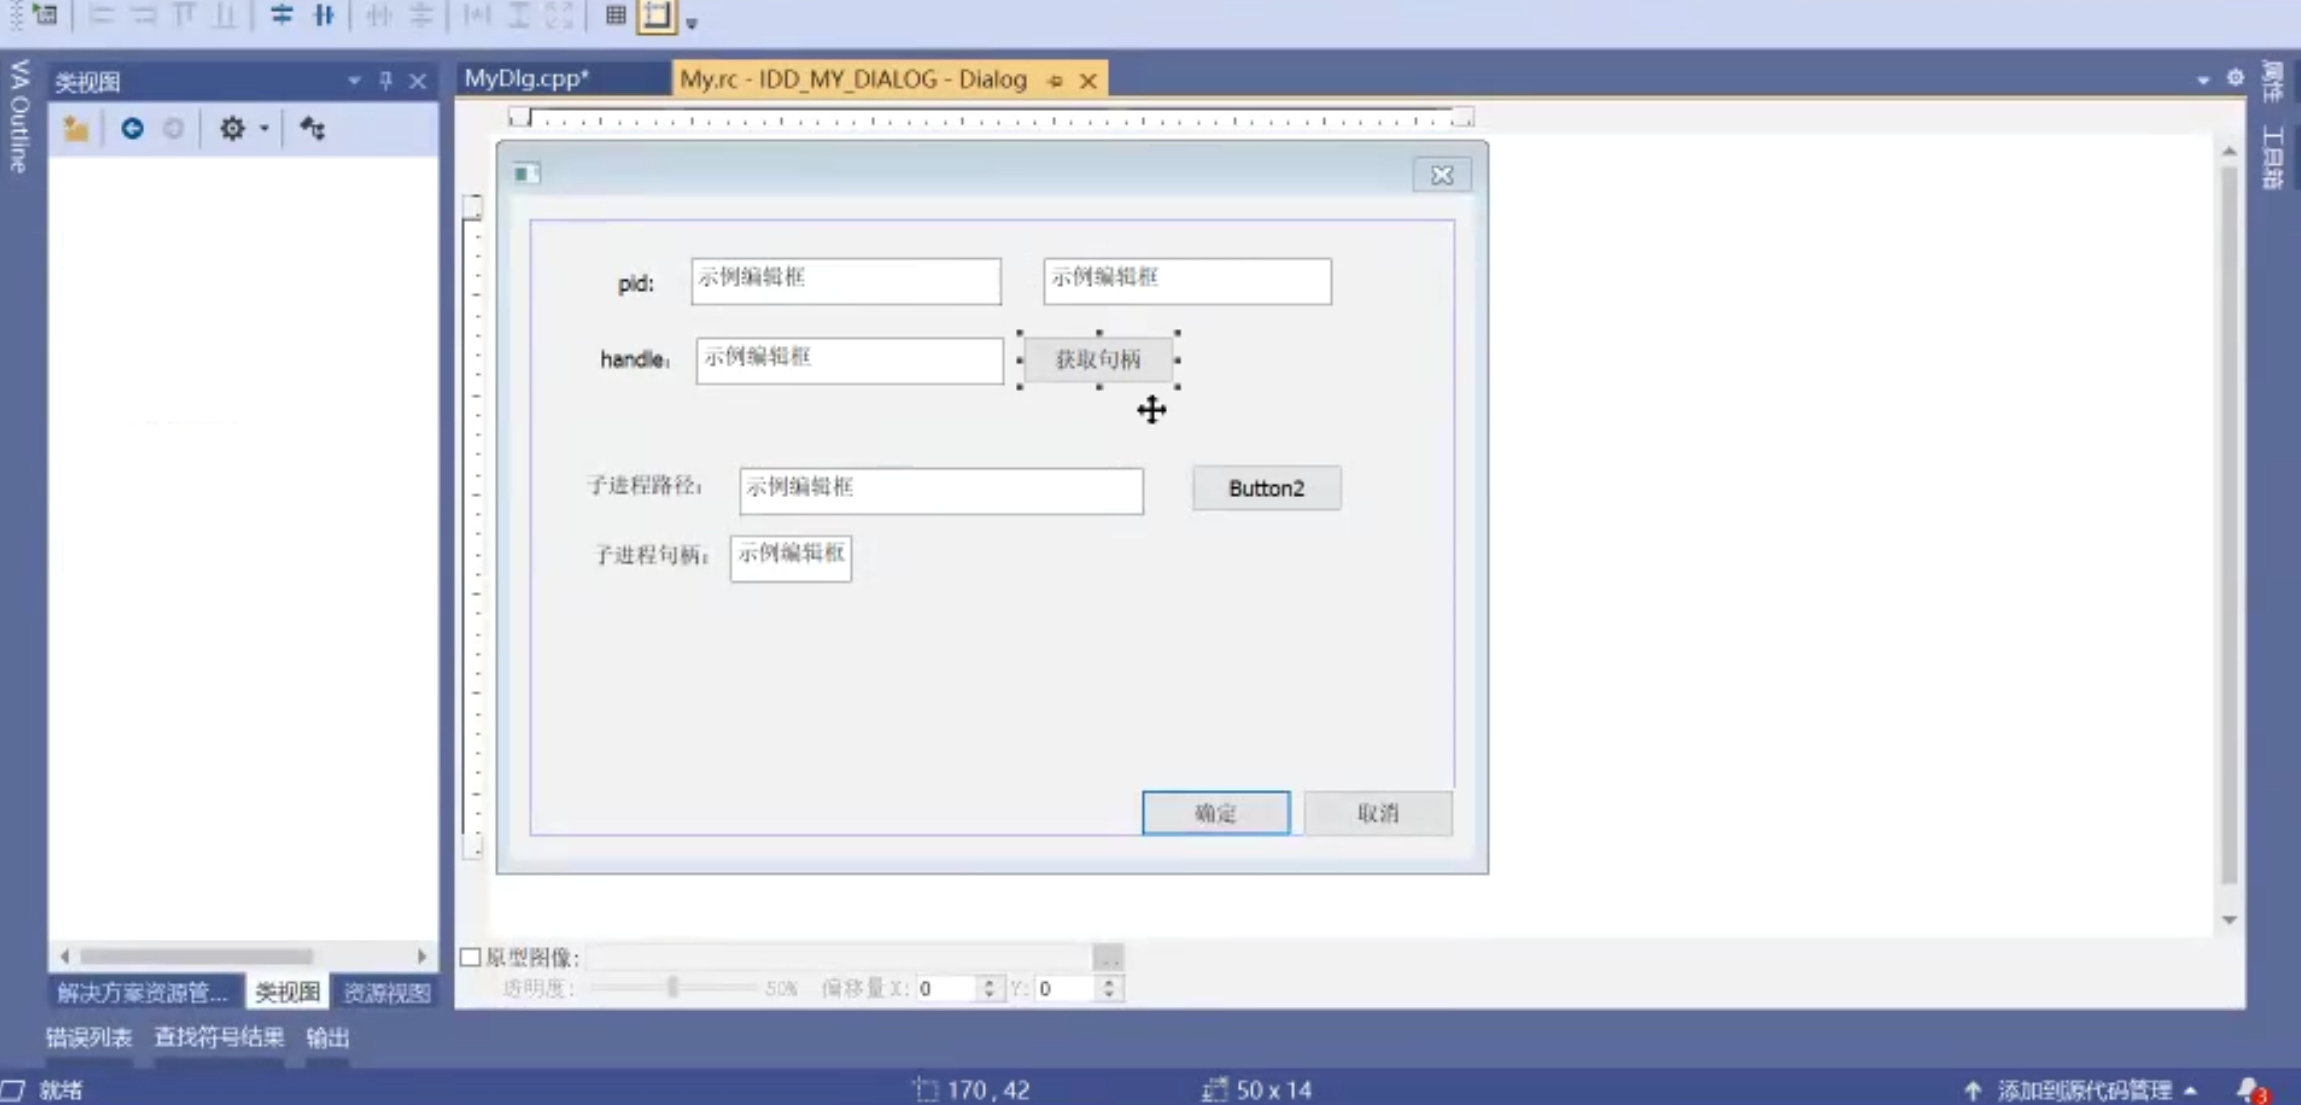 VA Outline
类视图
MyDlg.cpp*
My.rc - IDD_MY_DIALOG - Dialog
属性
工具箱
pid:
示例编辑框
示例编辑框
handle:
示例编辑框
获取句柄
子进程路径:
示例编辑框
Button2
子进程句柄:
示例编辑框
确定
取消
原型图像:
...
透明度:
50%
偏移量 X:
0
Y:
0
解决方案资源管...
类视图
资源视图
错误列表
查找符号结果
输出
就绪
170 , 42
50 x 14
添加到源代码管理
3